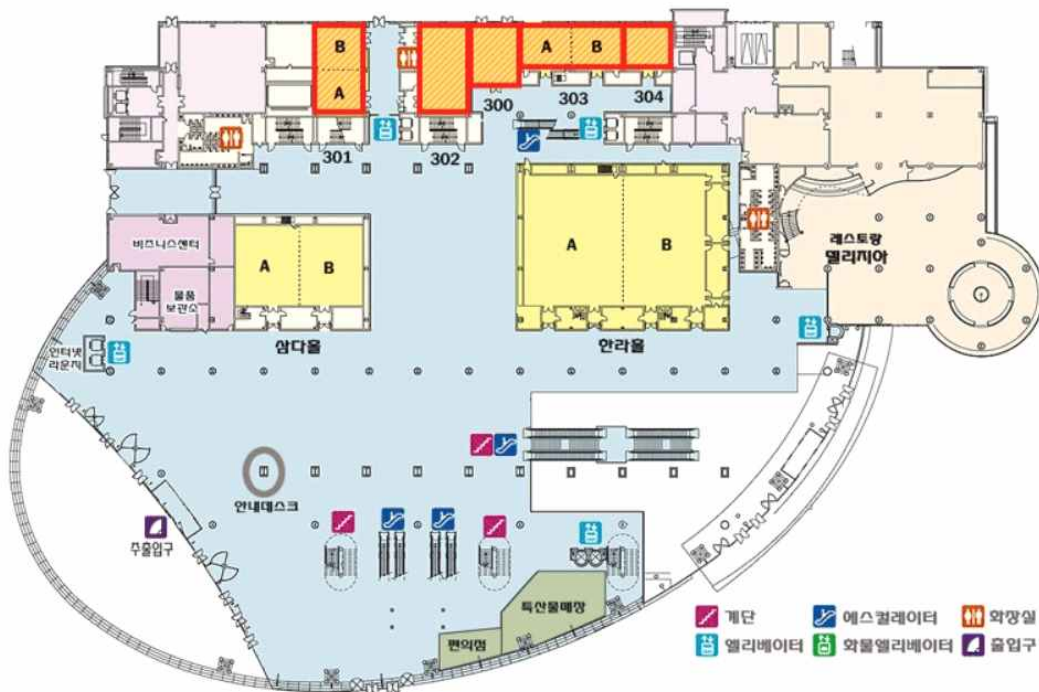 B
A
A
B
300
303
304
301
302
비즈니스센터
물품
보관소
A
B
A
B
레스토랑
델리지아
삼다홀
한라홀
인터넷
라운지
안내데스크
주출입구
특산물매장
편의점
계단
에스컬레이터
화장실
엘리베이터
화물엘리베이터
출입구